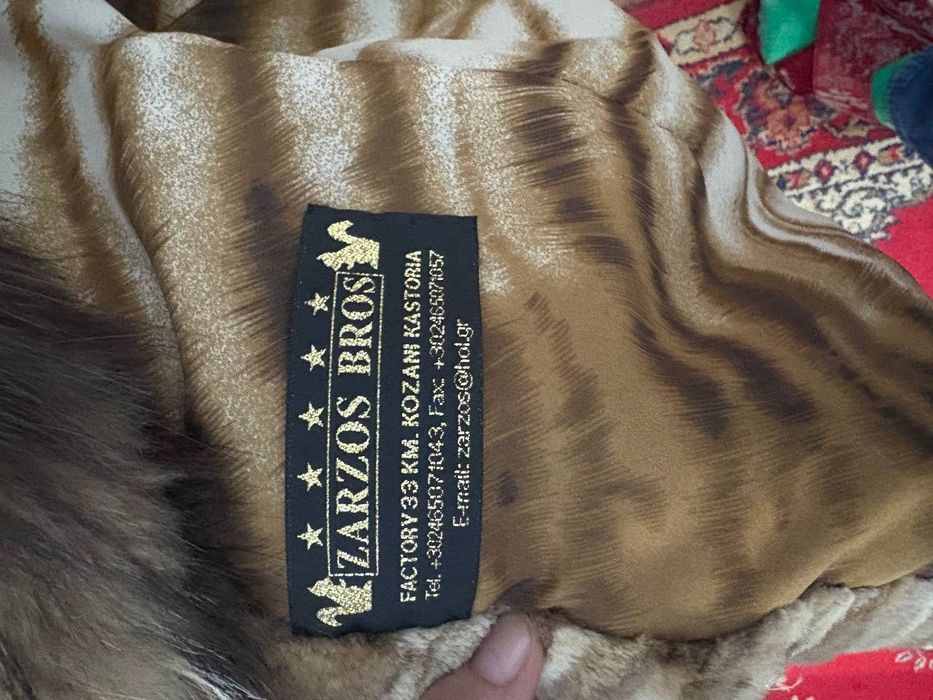 ZARZOS BROS
FACTORY 33 KM. KOZANI KASTORIA
Tel. +302465071043, Fax: +302465071057
E-mail: zarzos@hol.gr